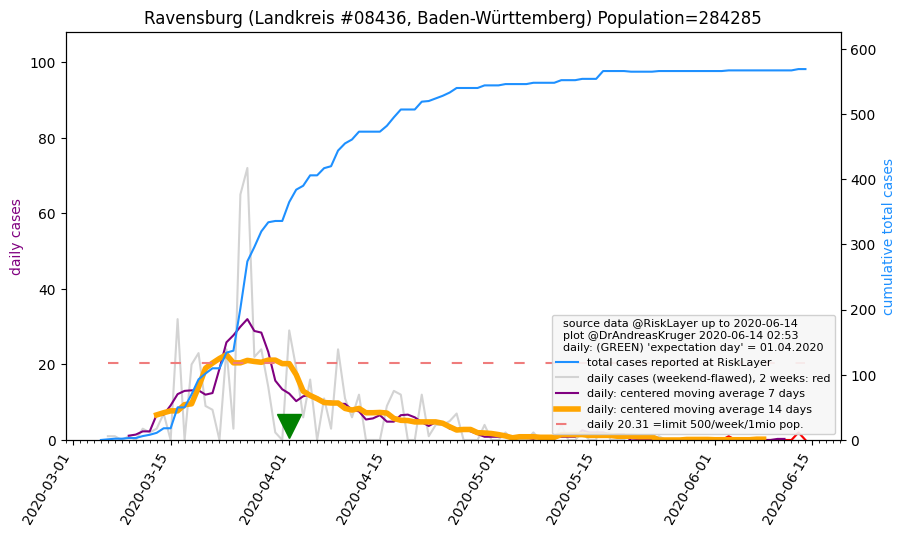 Ravensburg (Landkreis #08436, Baden-Württemberg) Population=284285
100
80
60
40
20
0
daily cases
600
500
400
300
200
100
0
cumulative total cases
source data @RiskLayer up to 2020-06-14
plot @DrAndreasKruger 2020-06-14 02:53
daily: (GREEN) 'expectation day' = 01.04.2020
total cases reported at RiskLayer
daily cases (weekend-flawed), 2 weeks: red
daily: centered moving average 7 days
daily: centered moving average 14 days
daily 20.31 =limit 500/week/1mio pop.
2020-03-01
2020-03-15
2020-04-01
2020-04-15
2020-05-01
2020-05-15
2020-06-01
2020-06-15